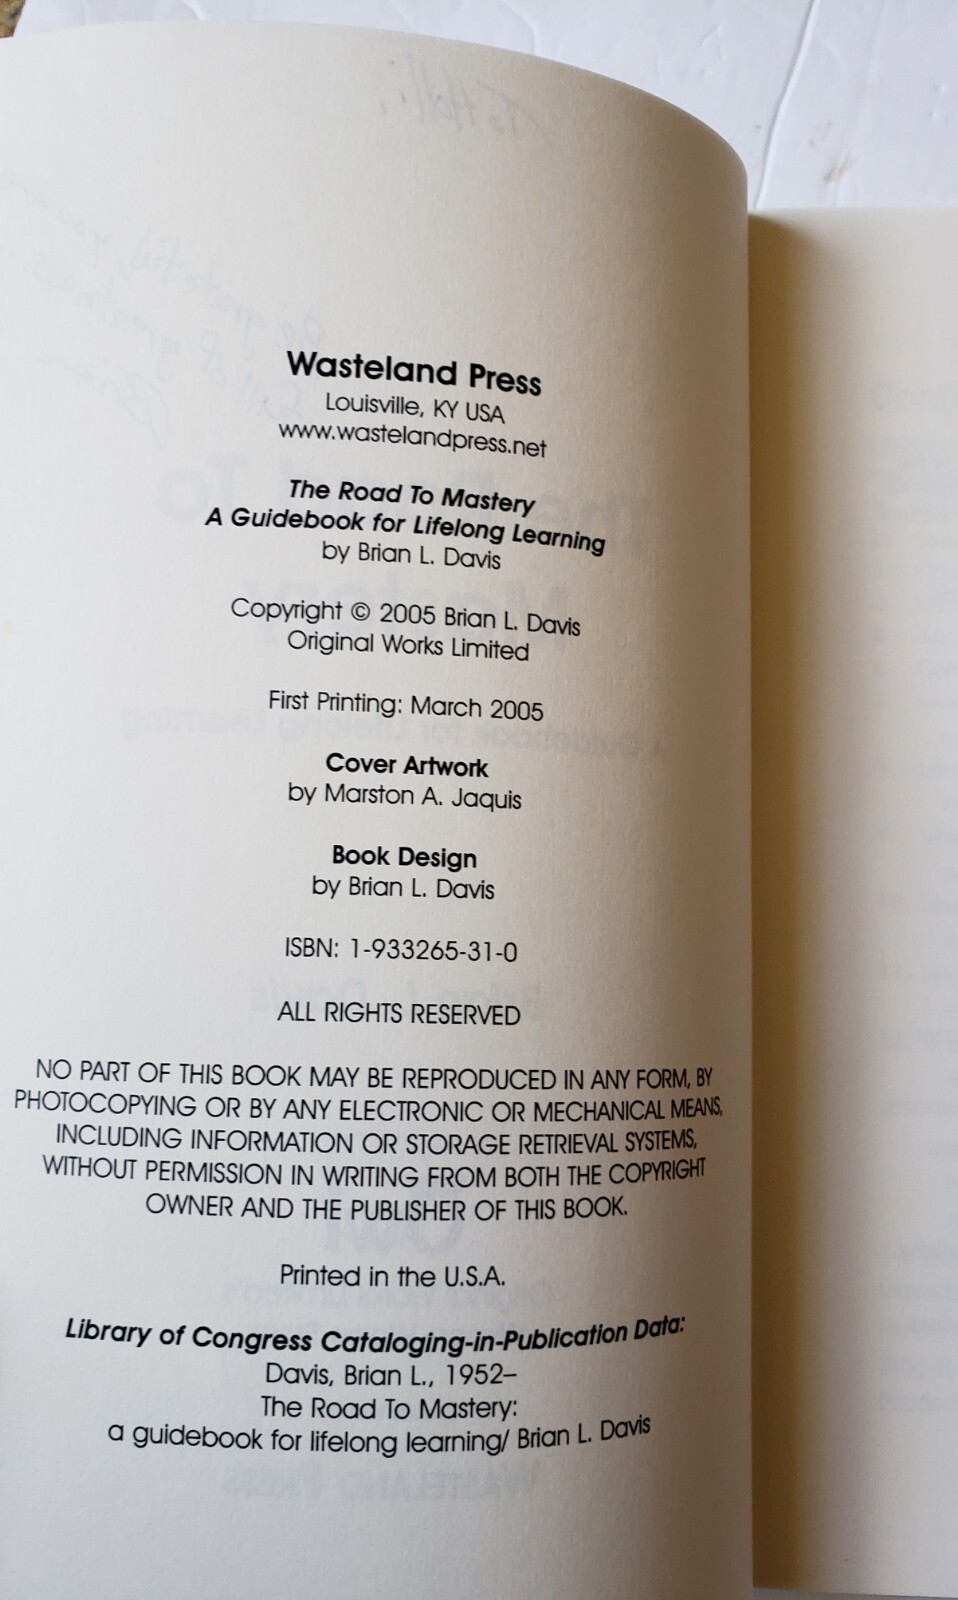 Wasteland Press
Louisville, KY USA
www.wastelandpress.net
The Road To Mastery
A Guidebook for Lifelong Learning
by Brian L. Davis
Copyright © 2005 Brian L. Davis
Original Works Limited
First Printing: March 2005
Cover Artwork
by Marston A. Jaquis
Book Design
by Brian L. Davis
ISBN: 1-933265-31-0
ALL RIGHTS RESERVED
NO PART OF THIS BOOK MAY BE REPRODUCED IN ANY FORM, BY
PHOTOCOPYING OR BY ANY ELECTRONIC OR MECHANICAL MEANS,
INCLUDING INFORMATION OR STORAGE RETRIEVAL SYSTEMS,
WITHOUT PERMISSION IN WRITING FROM BOTH THE COPYRIGHT
OWNER AND THE PUBLISHER OF THIS BOOK.
Printed in the U.S.A.
Library of Congress Cataloging-in-Publication Data:
Davis, Brian L., 1952–
The Road To Mastery:
a guidebook for lifelong learning/ Brian L. Davis